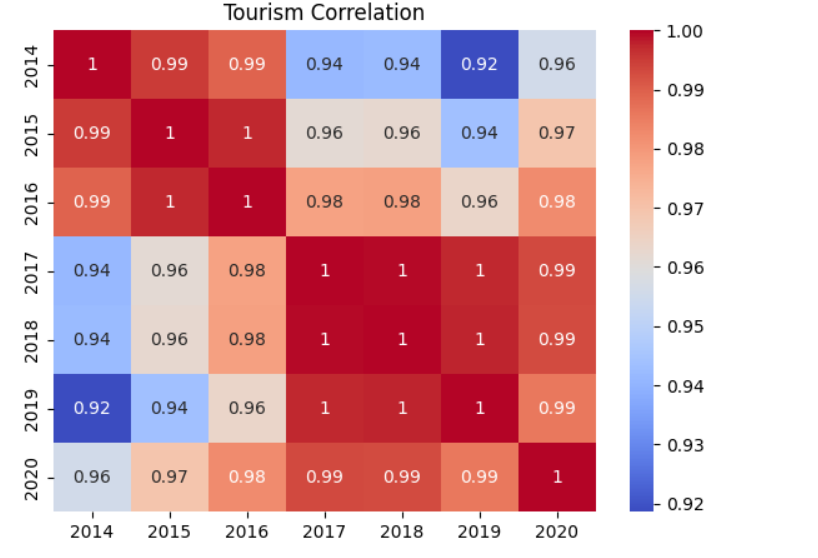 Tourism Correlation
2014 1 0.99 0.99 0.94 0.94 0.92 0.96
2015 0.99 1 1 0.96 0.96 0.94 0.97
2016 0.99 1 1 0.98 0.98 0.96 0.98
2017 0.94 0.96 0.98 1 1 1 0.99
2018 0.94 0.96 0.98 1 1 1 0.99
2019 0.92 0.94 0.96 1 1 1 0.99
2020 0.96 0.97 0.98 0.99 0.99 0.99 1
2014 2015 2016 2017 2018 2019 2020
1.00
0.99
0.98
0.97
0.96
0.95
0.94
0.93
0.92